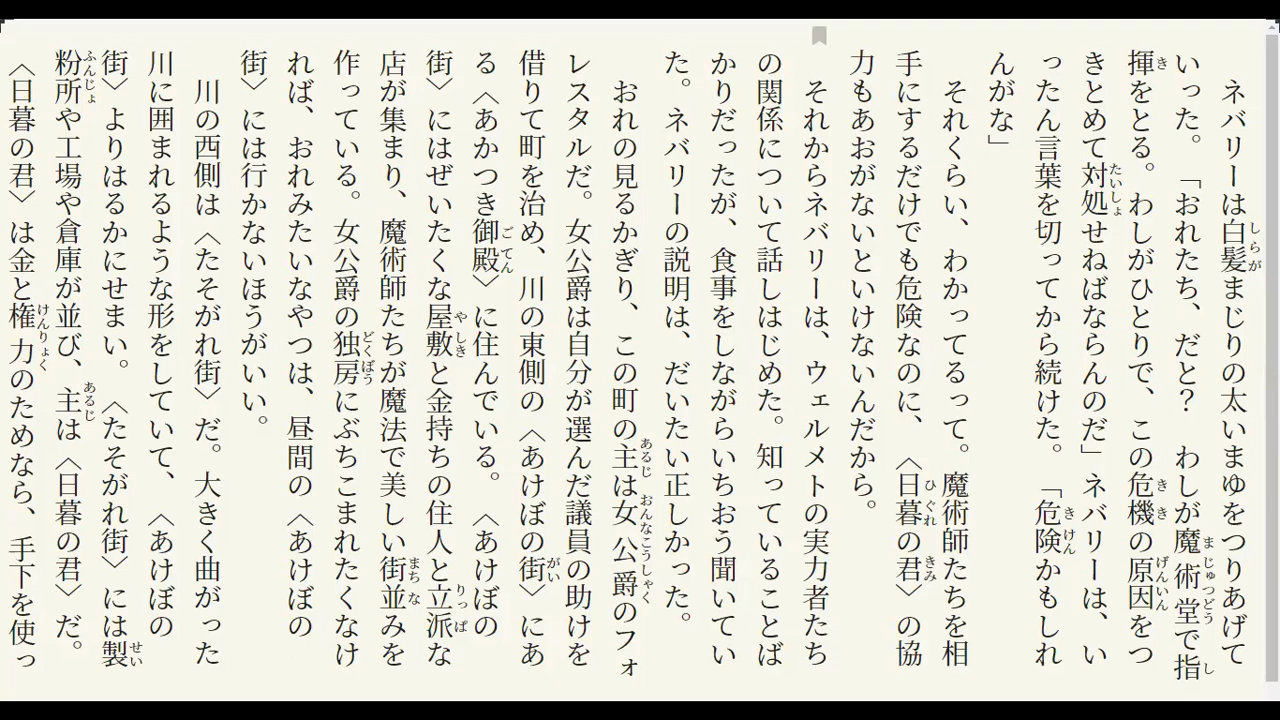 ネバリーは白髪まじりの太いまゆをつりあげて
いった。「おれたち、だと？　わしが魔術堂で指
揮をとる。わしがひとりで、この危機の原因をつ
きとめて対処せねばならんのだ」ネバリーは、い
ったん言葉を切ってから続けた。「危険かもしれ
んがな」
　それくらい、わかってるって。魔術師たちを相
手にするだけでも危険なのに、〈日暮の君〉の協
力もあおがないといけないんだから。
　それからネバリーは、ウェルメトの実力者たち
の関係について話しはじめた。知っていることば
かりだったが、食事をしながらいちおう聞いてい
た。ネバリーの説明は、だいたい正しかった。
　おれの見るかぎり、この町の主は女公爵のフォ
レスタルだ。女公爵は自分が選んだ議員の助けを
借りて町を治め、川の東側の〈あけぼの街〉にあ
る〈あかつき御殿〉に住んでいる。〈あけぼの
街〉にはぜいたくな屋敷と金持ちの住人と立派な
店が集まり、魔術師たちが魔法で美しい街並みを
作っている。女公爵の独房にぶちこまれたくなけ
れば、おれみたいなやつは、昼間の〈あけぼの
街〉には行かないほうがいい。
　川の西側は〈たそがれ街〉だ。大きく曲がった
川に囲まれるような形をしていて、〈あけぼの
街〉よりはるかにせまい。〈たそがれ街〉には製
粉所や工場や倉庫が並び、主は〈日暮の君〉だ。
〈日暮の君〉は金と権力のためなら、手下を使っ